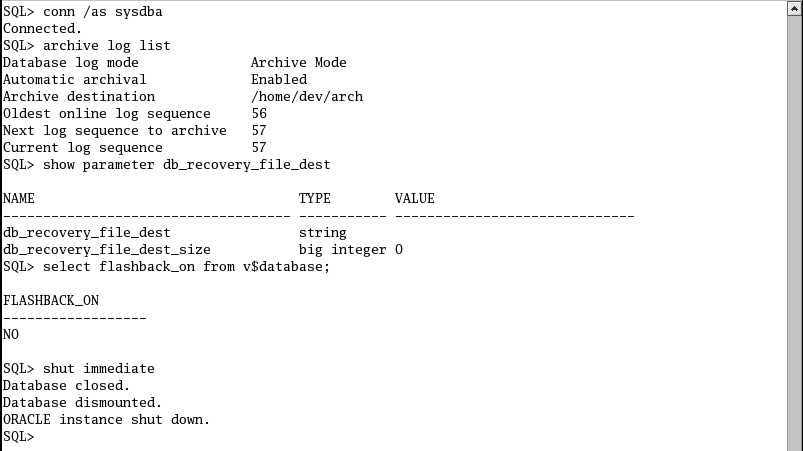 SQL> conn /as sysdba
Connected.
SQL> archive log list
Database log mode              Archive Mode
Automatic archival             Enabled
Archive destination            /home/dev/arch
Oldest online log sequence     56
Next log sequence to archive   57
Current log sequence           57
SQL> show parameter db_recovery_file_dest
NAME                                 TYPE        VALUE
------------------------------------ ----------- ------------------------------
db_recovery_file_dest                string
db_recovery_file_dest_size           big integer 0
SQL> select flashback_on from v$database;
FLASHBACK_ON
------------------
NO
SQL> shut immediate
Database closed.
Database dismounted.
ORACLE instance shut down.
SQL>